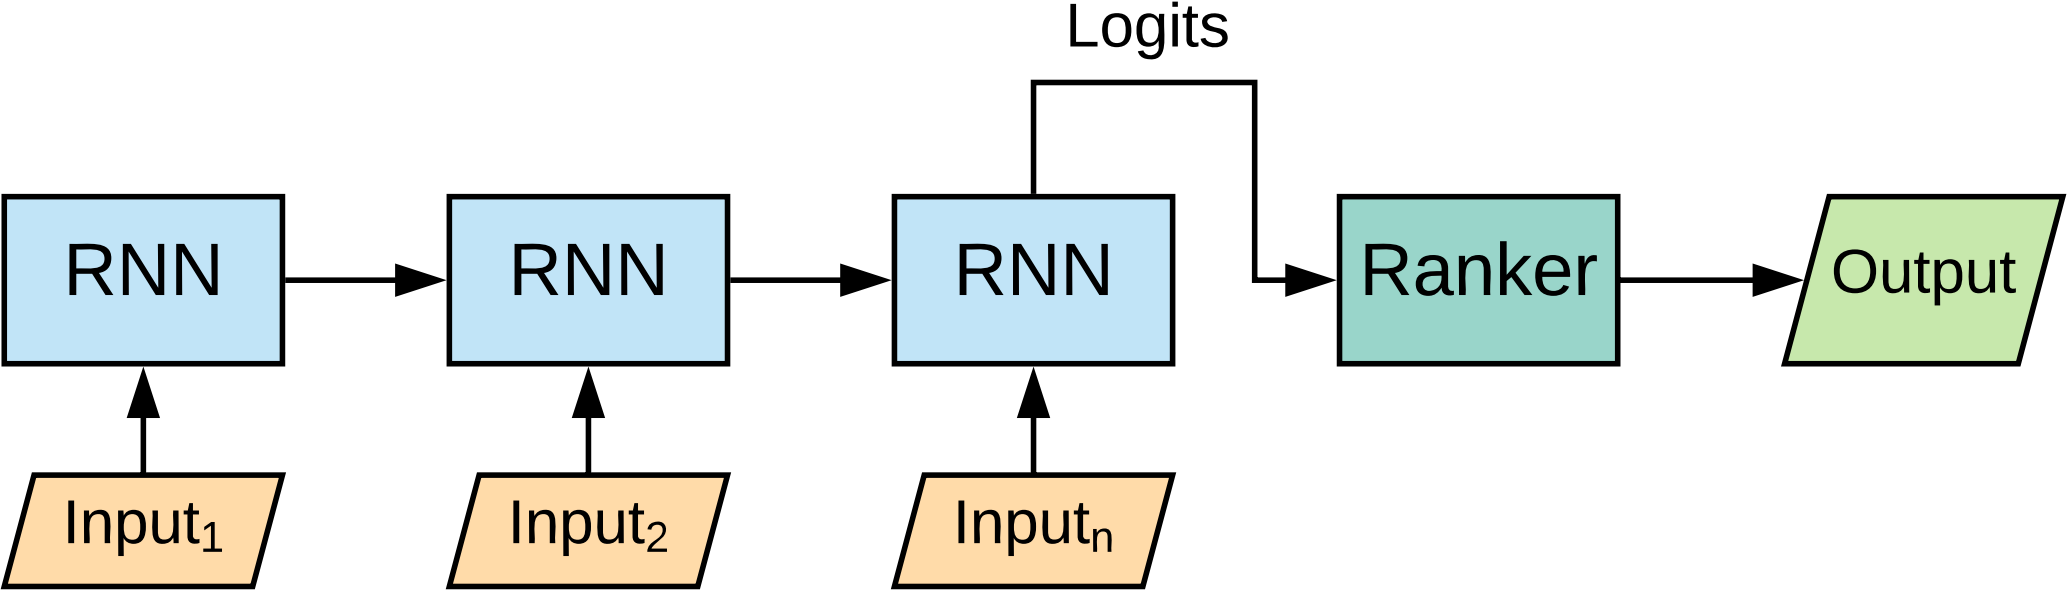 Logits
RNN
RNN
RNN
Ranker
Output
Input₁
Input₂
Inputₙ